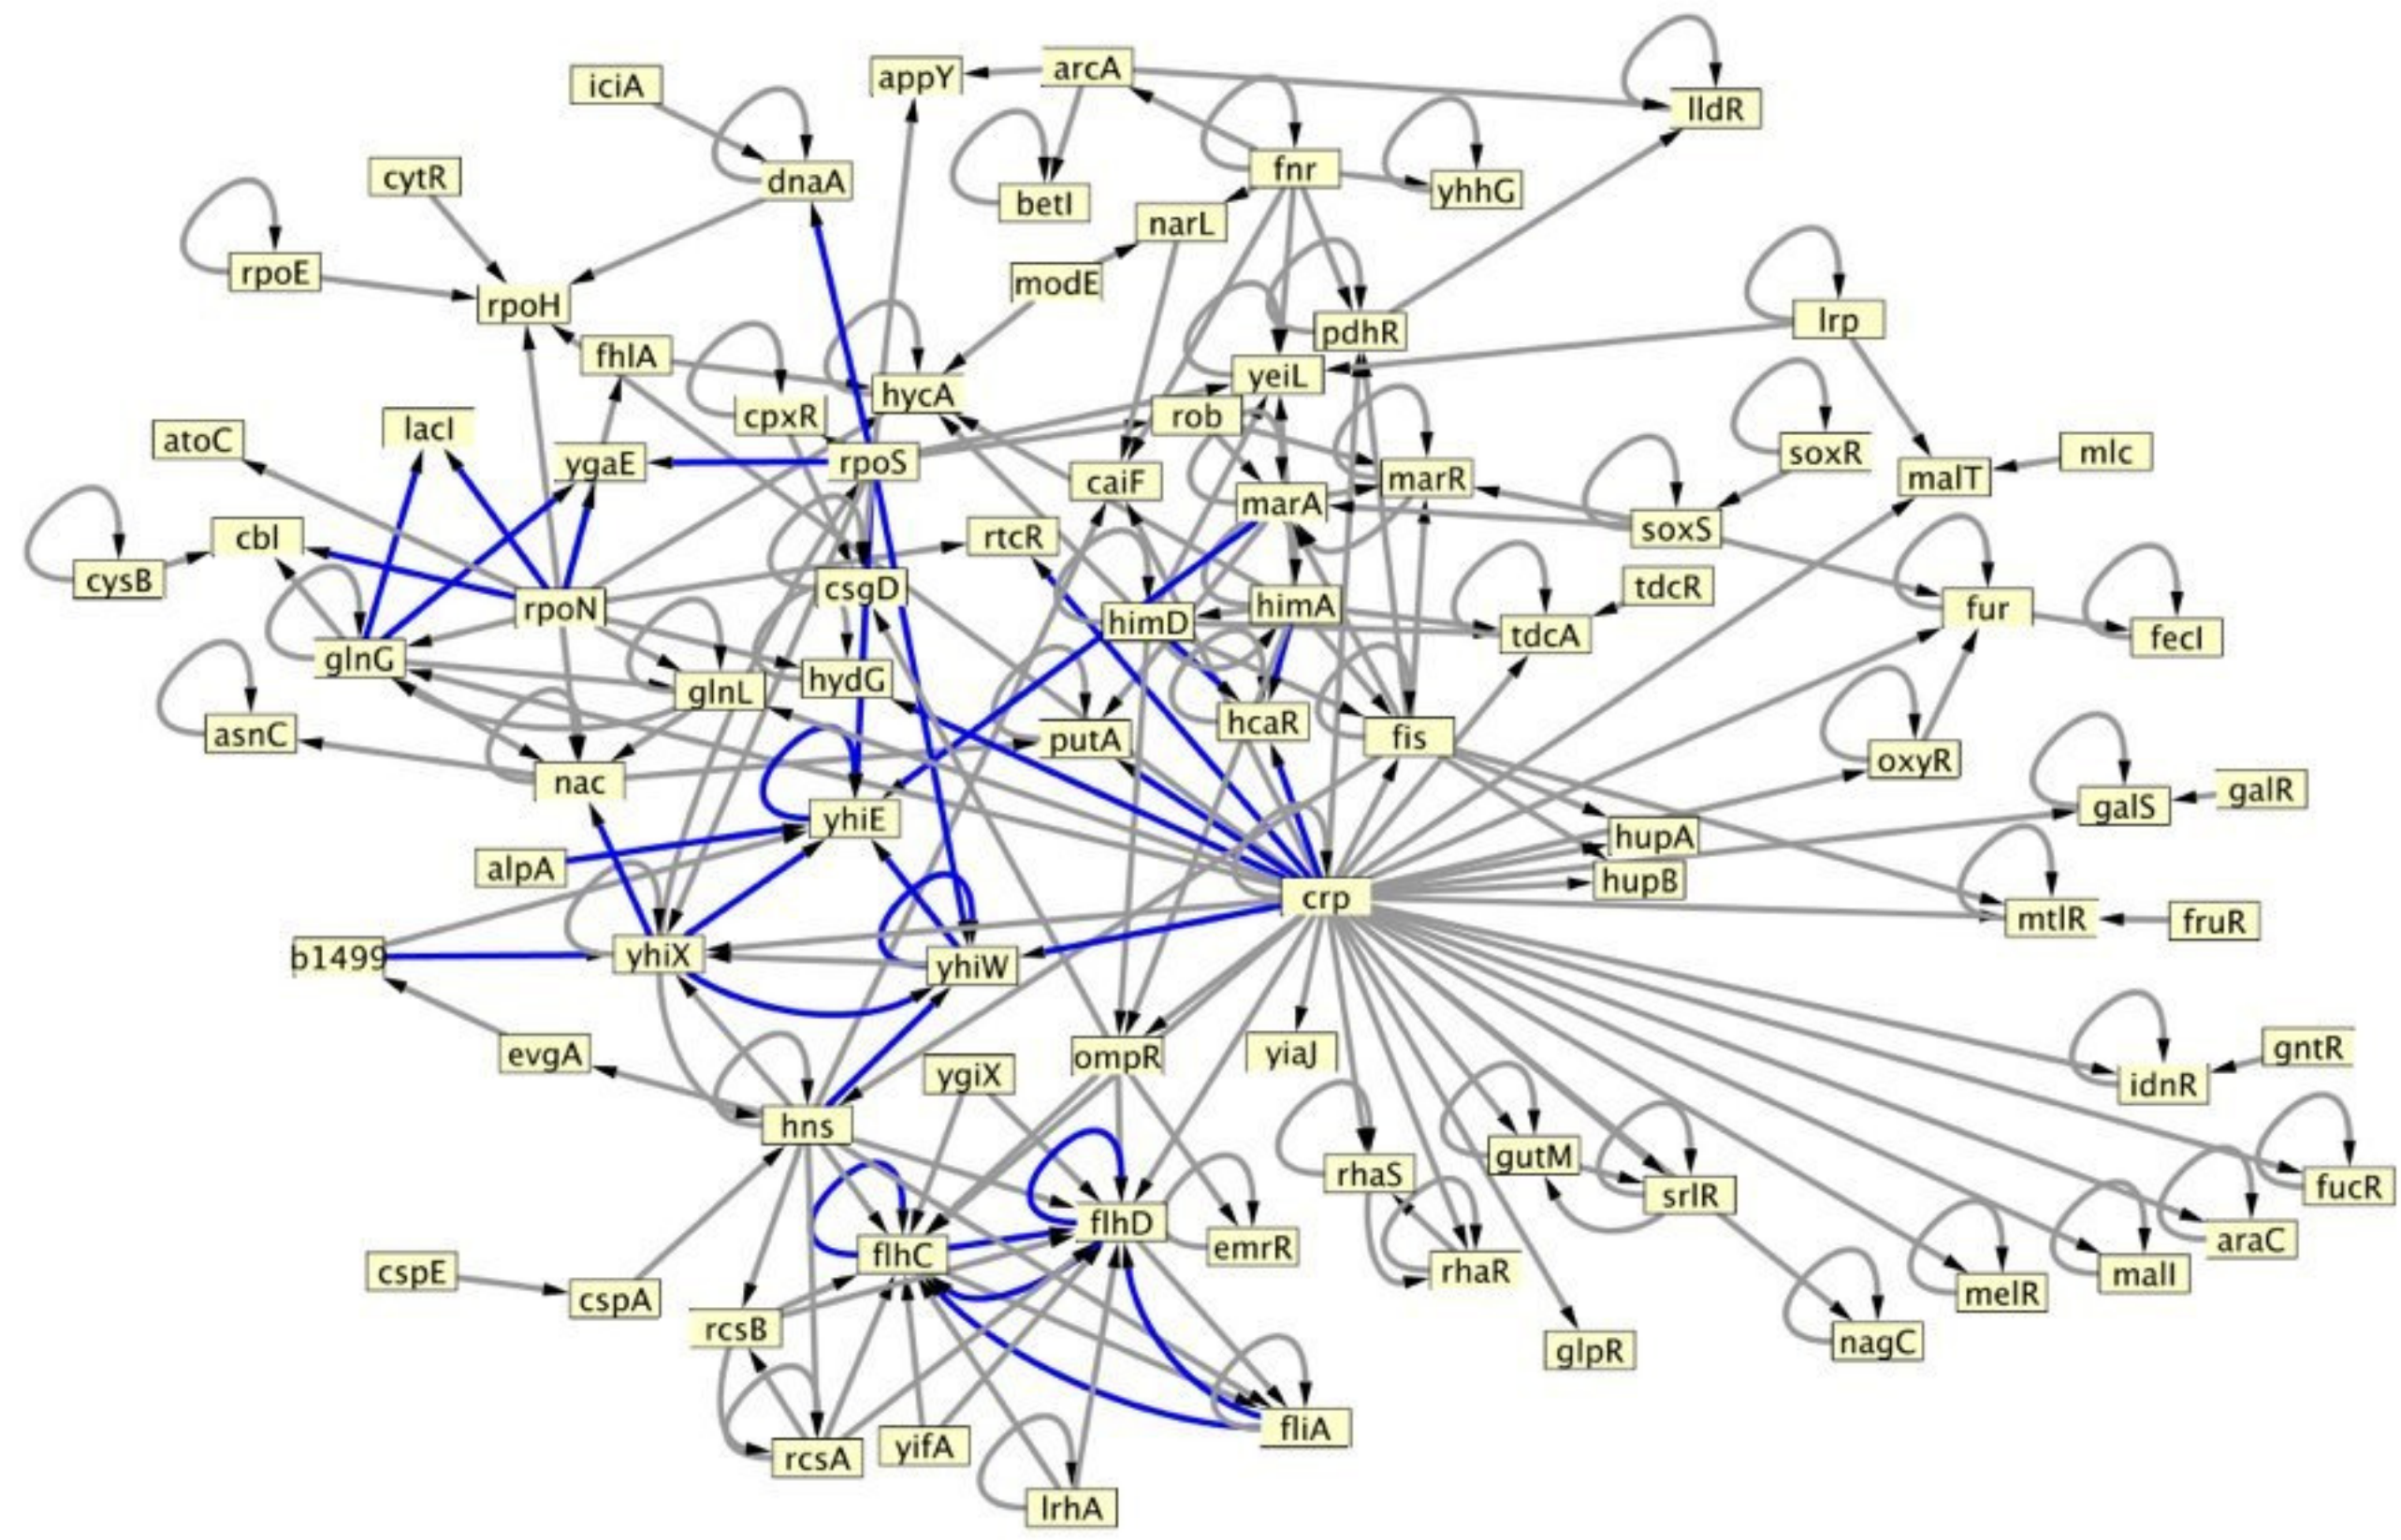 arcA
appY
iciA
lldR
fnr
cytR
dnaA
yhhG
betI
narL
rpoE
modE
rpoH
lrp
pdhR
fhlA
yeiL
hycA
cpxR
rob
lacI
atoC
ygaE
rpoS
soxR
mlc
caiF
marR
malT
marA
cbl
rtcR
soxS
cysB
csgD
tdcR
rpoN
himA
fur
himD
tdcA
fecI
glnG
hydG
glnL
hcaR
asnC
putA
fis
oxyR
nac
galR
galS
yhiE
hupA
alpA
hupB
crp
mtlR
fruR
b1499
yhiX
yhiW
evgA
ompR
yiaJ
gntR
ygiX
idnR
hns
gutM
rhaS
srlR
fucR
flhD
araC
flhC
emrR
cspE
rhaR
malI
cspA
melR
rcsB
nagC
glpR
fliA
yifA
rcsA
lrhA